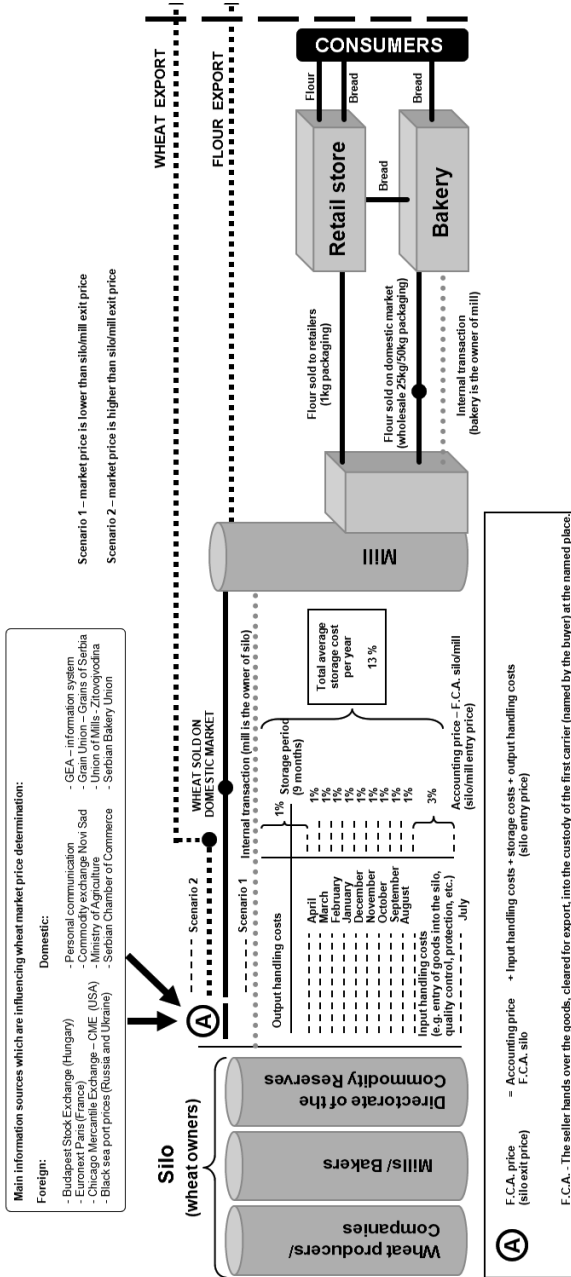 Main information sources which are influencing wheat market price determination:
Foreign:
- Budapest Stock Exchange (Hungary)
- Euronext Paris (France)
- Chicago Mercantile Exchange – CME (USA)
- Black sea port prices (Russia and Ukraine)
Domestic:
- Personal communication
- Commodity exchange Novi Sad
- Ministry of Agriculture
- Serbian Chamber of Commerce
- GEA – information system
- Grain Union – Grains of Serbia
- Union of Mills - Zitovojvodina
- Serbian Bakery Union
Scenario 1 – market price is lower than silo/mill exit price
Scenario 2 – market price is higher than silo/mill exit price
WHEAT EXPORT
FLOUR EXPORT
Silo
(wheat owners)
Wheat producers/
Companies
Mills/ Bakers
Directorate of the
Commodity Reserves
A
Scenario 2
WHEAT SOLD ON
DOMESTIC MARKET
Scenario 1
Internal transaction (mill is the owner of silo)
Output handling costs
1%
Storage period
(9 months)
April
1%
March
1%
February
1%
January
1%
December
1%
November
1%
October
1%
September
1%
August
1%
Input handling costs
(e.g. entry of goods into the silo,
quality control, protection, etc..)
3%
July
Accounting price – F.C.A. silo/mill
(silo/mill entry price)
Total average
storage cost
per year
13 %
Mill
Flour sold to retailers
(1kg packaging)
Flour sold on domestic market
(wholesale 25kg/50kg packaging)
Internal transaction
(bakery is the owner of mill)
Retail store
Bread
Bakery
Flour
Bread
Bread
CONSUMERS
A
F.C.A. price = Accounting price + Input handling costs + storage costs + output handling costs
(silo exit price) F.C.A. silo (silo entry price)
F.C.A. - The seller hands over the goods, cleared for export, into the custody of the first carrier (named by the buyer) at the named place.